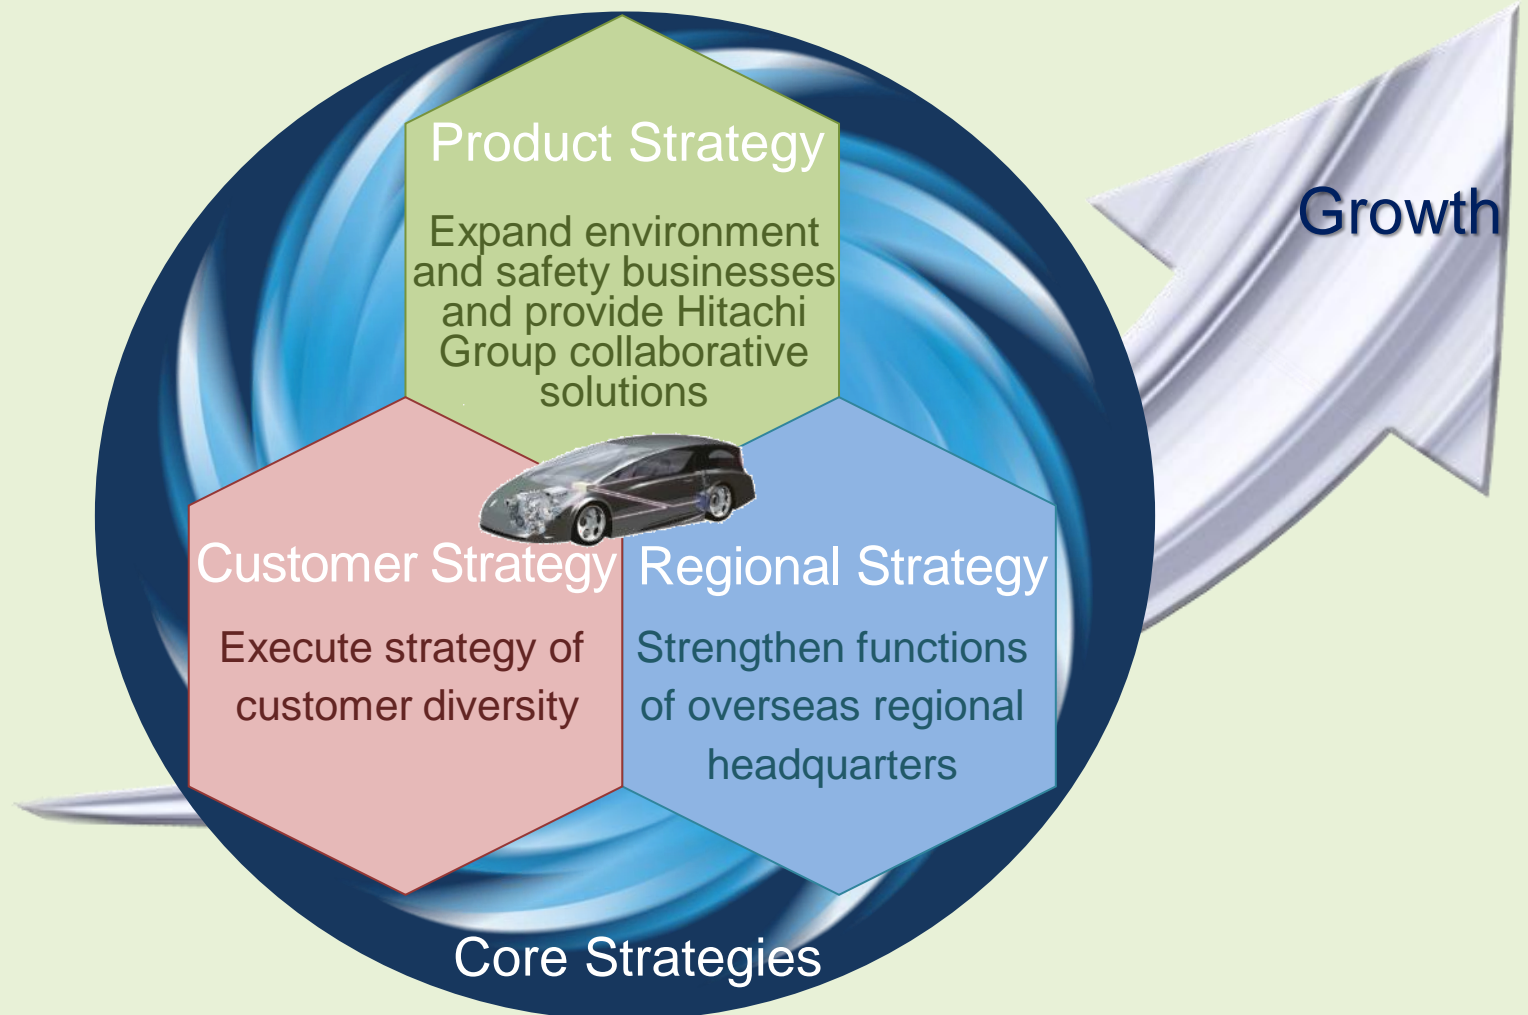 Product Strategy
Expand environment
and safety businesses
and provide Hitachi
Group collaborative
solutions
Growth
Customer Strategy
Execute strategy of
customer diversity
Regional Strategy
Strengthen functions
of overseas regional
headquarters
Core Strategies